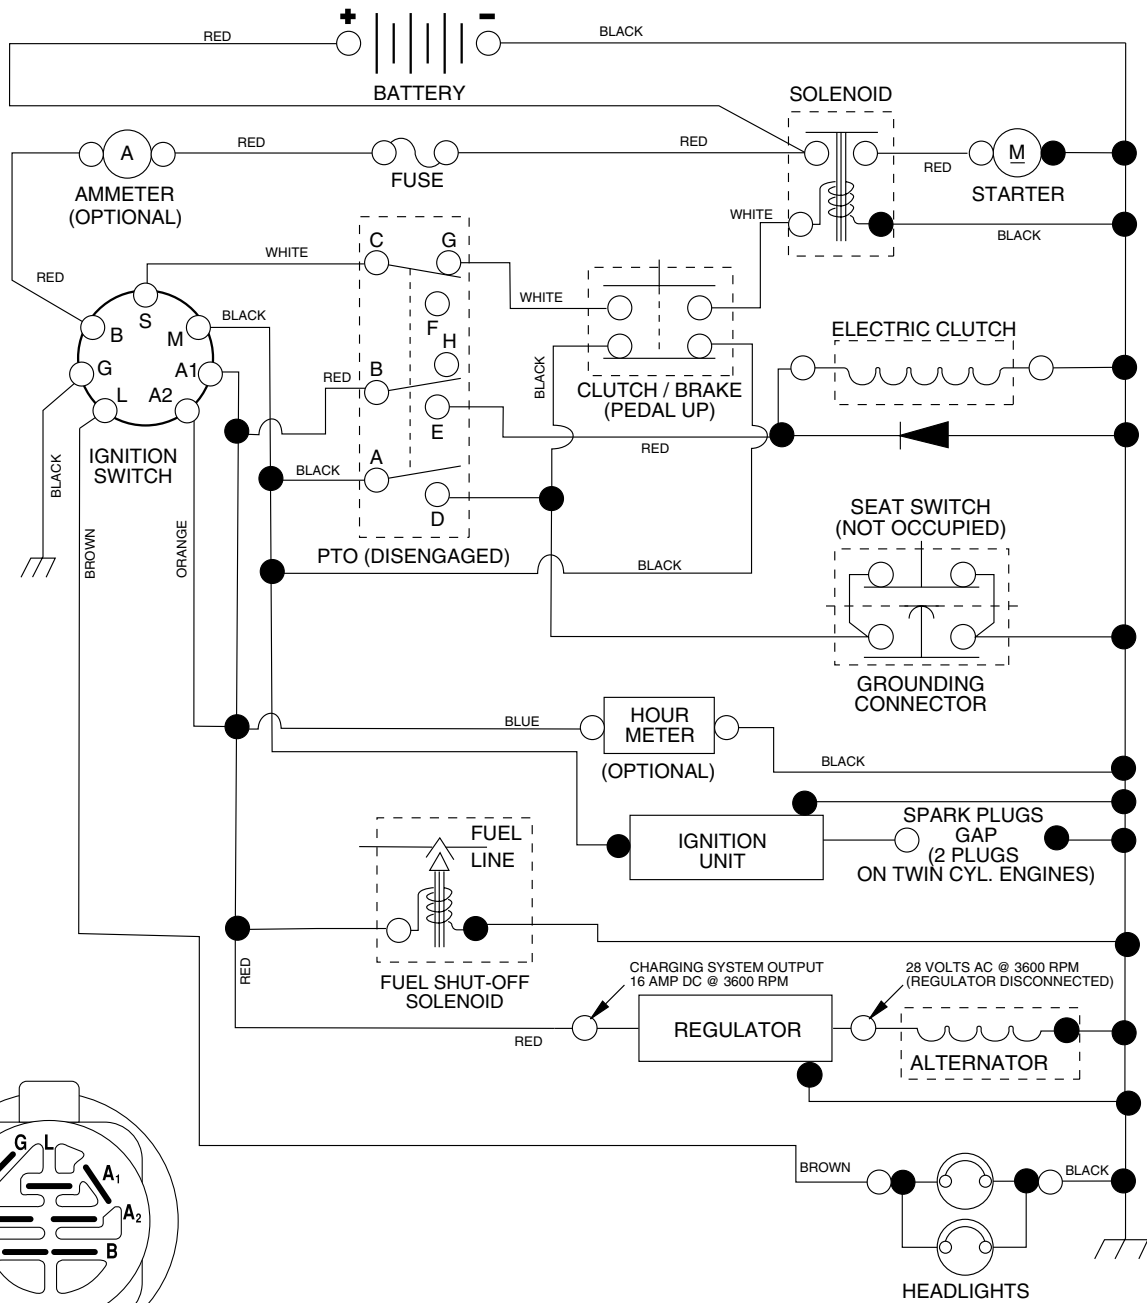 + -
RED
BLACK
BATTERY
SOLENOID
A
RED
RED
RED
M
AMMETER
(OPTIONAL)
FUSE
STARTER
WHITE
BLACK
C
G
WHITE
RED
S
B
M
BLACK
F
WHITE
H
ELECTRIC CLUTCH
G
A1
RED
B
BLACK
CLUTCH / BRAKE
(PEDAL UP)
L
A2
E
RED
IGNITION
SWITCH
BLACK
A
BLACK
D
SEAT SWITCH
(NOT OCCUPIED)
BROWN
ORANGE
PTO (DISENGAGED)
BLACK
GROUNDING
CONNECTOR
BLUE
HOUR
METER
(OPTIONAL)
BLACK
FUEL
LINE
IGNITION
UNIT
SPARK PLUGS
GAP
(2 PLUGS
ON TWIN CYL. ENGINES)
RED
FUEL SHUT-OFF
SOLENOID
CHARGING SYSTEM OUTPUT
16 AMP DC @ 3600 RPM
28 VOLTS AC @ 3600 RPM
(REGULATOR DISCONNECTED)
RED
REGULATOR
ALTERNATOR
G L
A1
A2
B
BROWN
BLACK
HEADLIGHTS